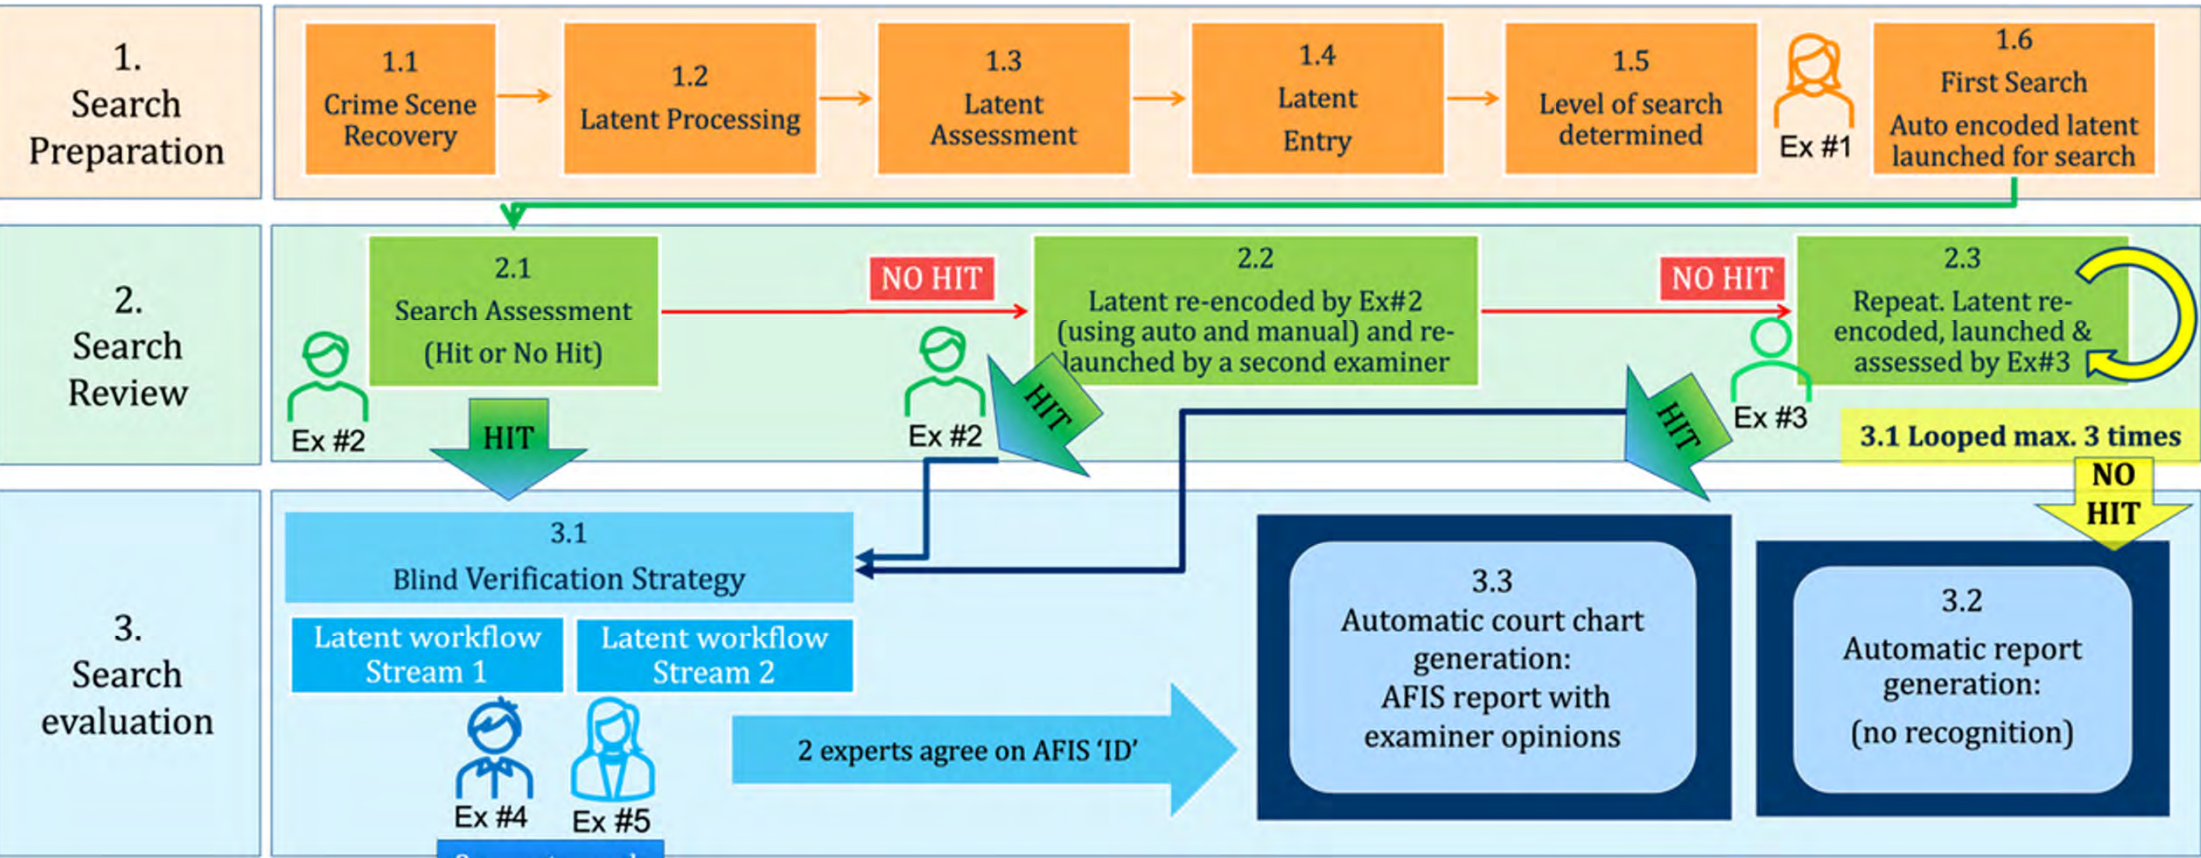 1.
Search
Preparation
1.1
Crime Scene
Recovery
1.2
Latent Processing
1.3
Latent
Assessment
1.4
Latent
Entry
1.5
Level of search
determined
Ex #1
1.6
First Search
Auto encoded latent
launched for search
2.
Search
Review
Ex #2
2.1
Search Assessment
(Hit or No Hit)
HIT
NO HIT
Ex #2
2.2
Latent re-encoded by Ex#2
(using auto and manual) and re-
launched by a second examiner
HIT
NO HIT
Ex #3
2.3
Repeat. Latent re-
encoded, launched &
assessed by Ex#3
HIT
3.1 Looped max. 3 times
NO
HIT
3.
Search
evaluation
3.1
Blind Verification Strategy
Latent workflow
Stream 1
Latent workflow
Stream 2
Ex #4
Ex #5
2 experts agree on AFIS ‘ID’
3.3
Automatic court chart
generation:
AFIS report with
examiner opinions
3.2
Automatic report
generation:
(no recognition)